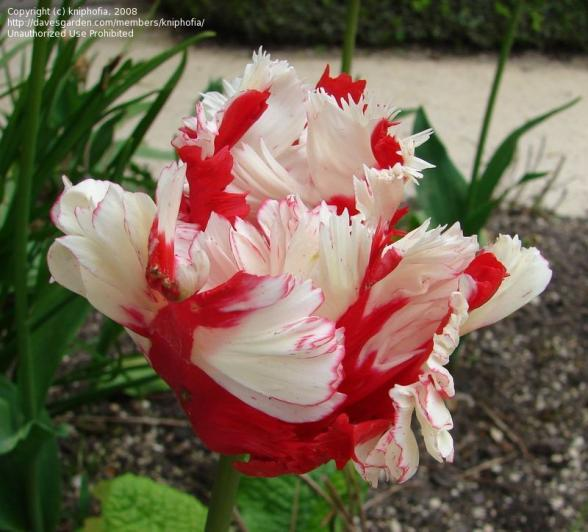 Copyright (c) kniphofia, 2008
http://davesgarden.com/members/kniphofia/
Unauthorized Use Prohibited